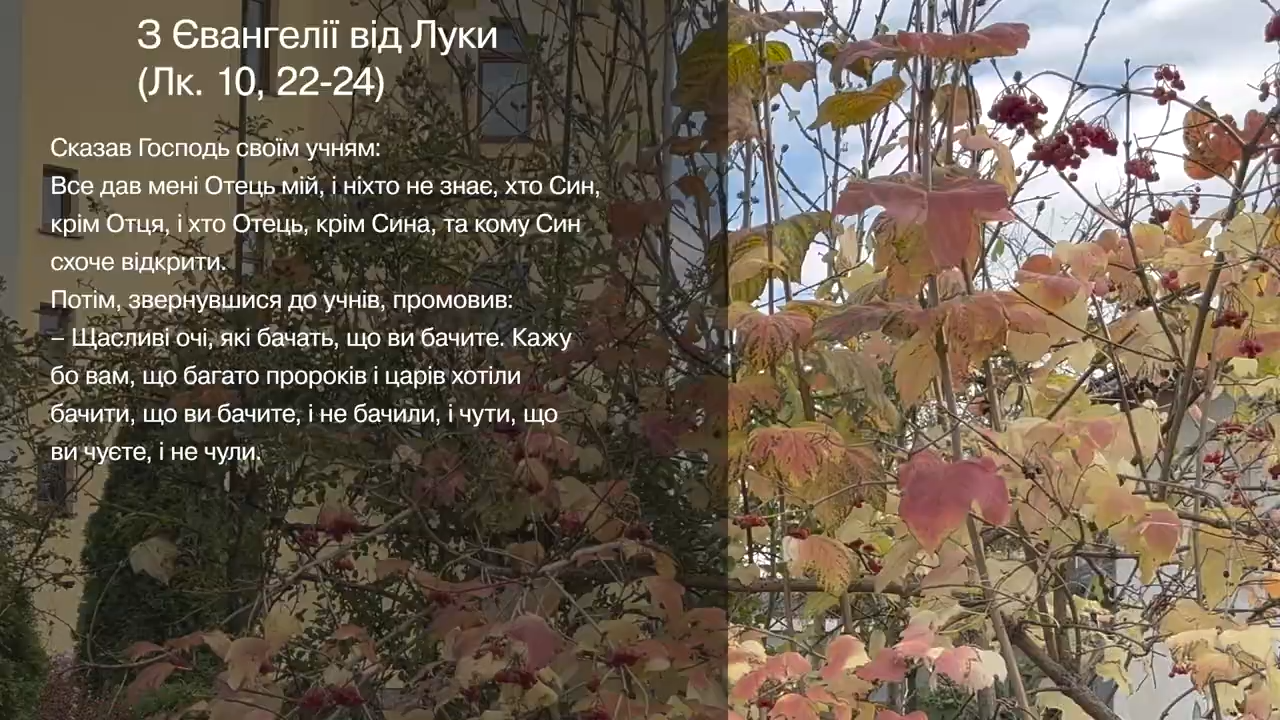 З Євангелії від Луки
(Лк. 10, 22-24)
Сказав Господь своїм учням:
Все дав мені Отець мій, і ніхто не знає, хто Син,
крім Отця, і хто Отець, крім Сина, та кому Син
схоче відкрити.
Потім, звернувшися до учнів, промовив:
– Щасливі очі, які бачать, що ви бачите. Кажу
бо вам, що багато пророків і царів хотіли
бачити, що ви бачите, і не бачили, і чути, що
ви чуєте, і не чули.